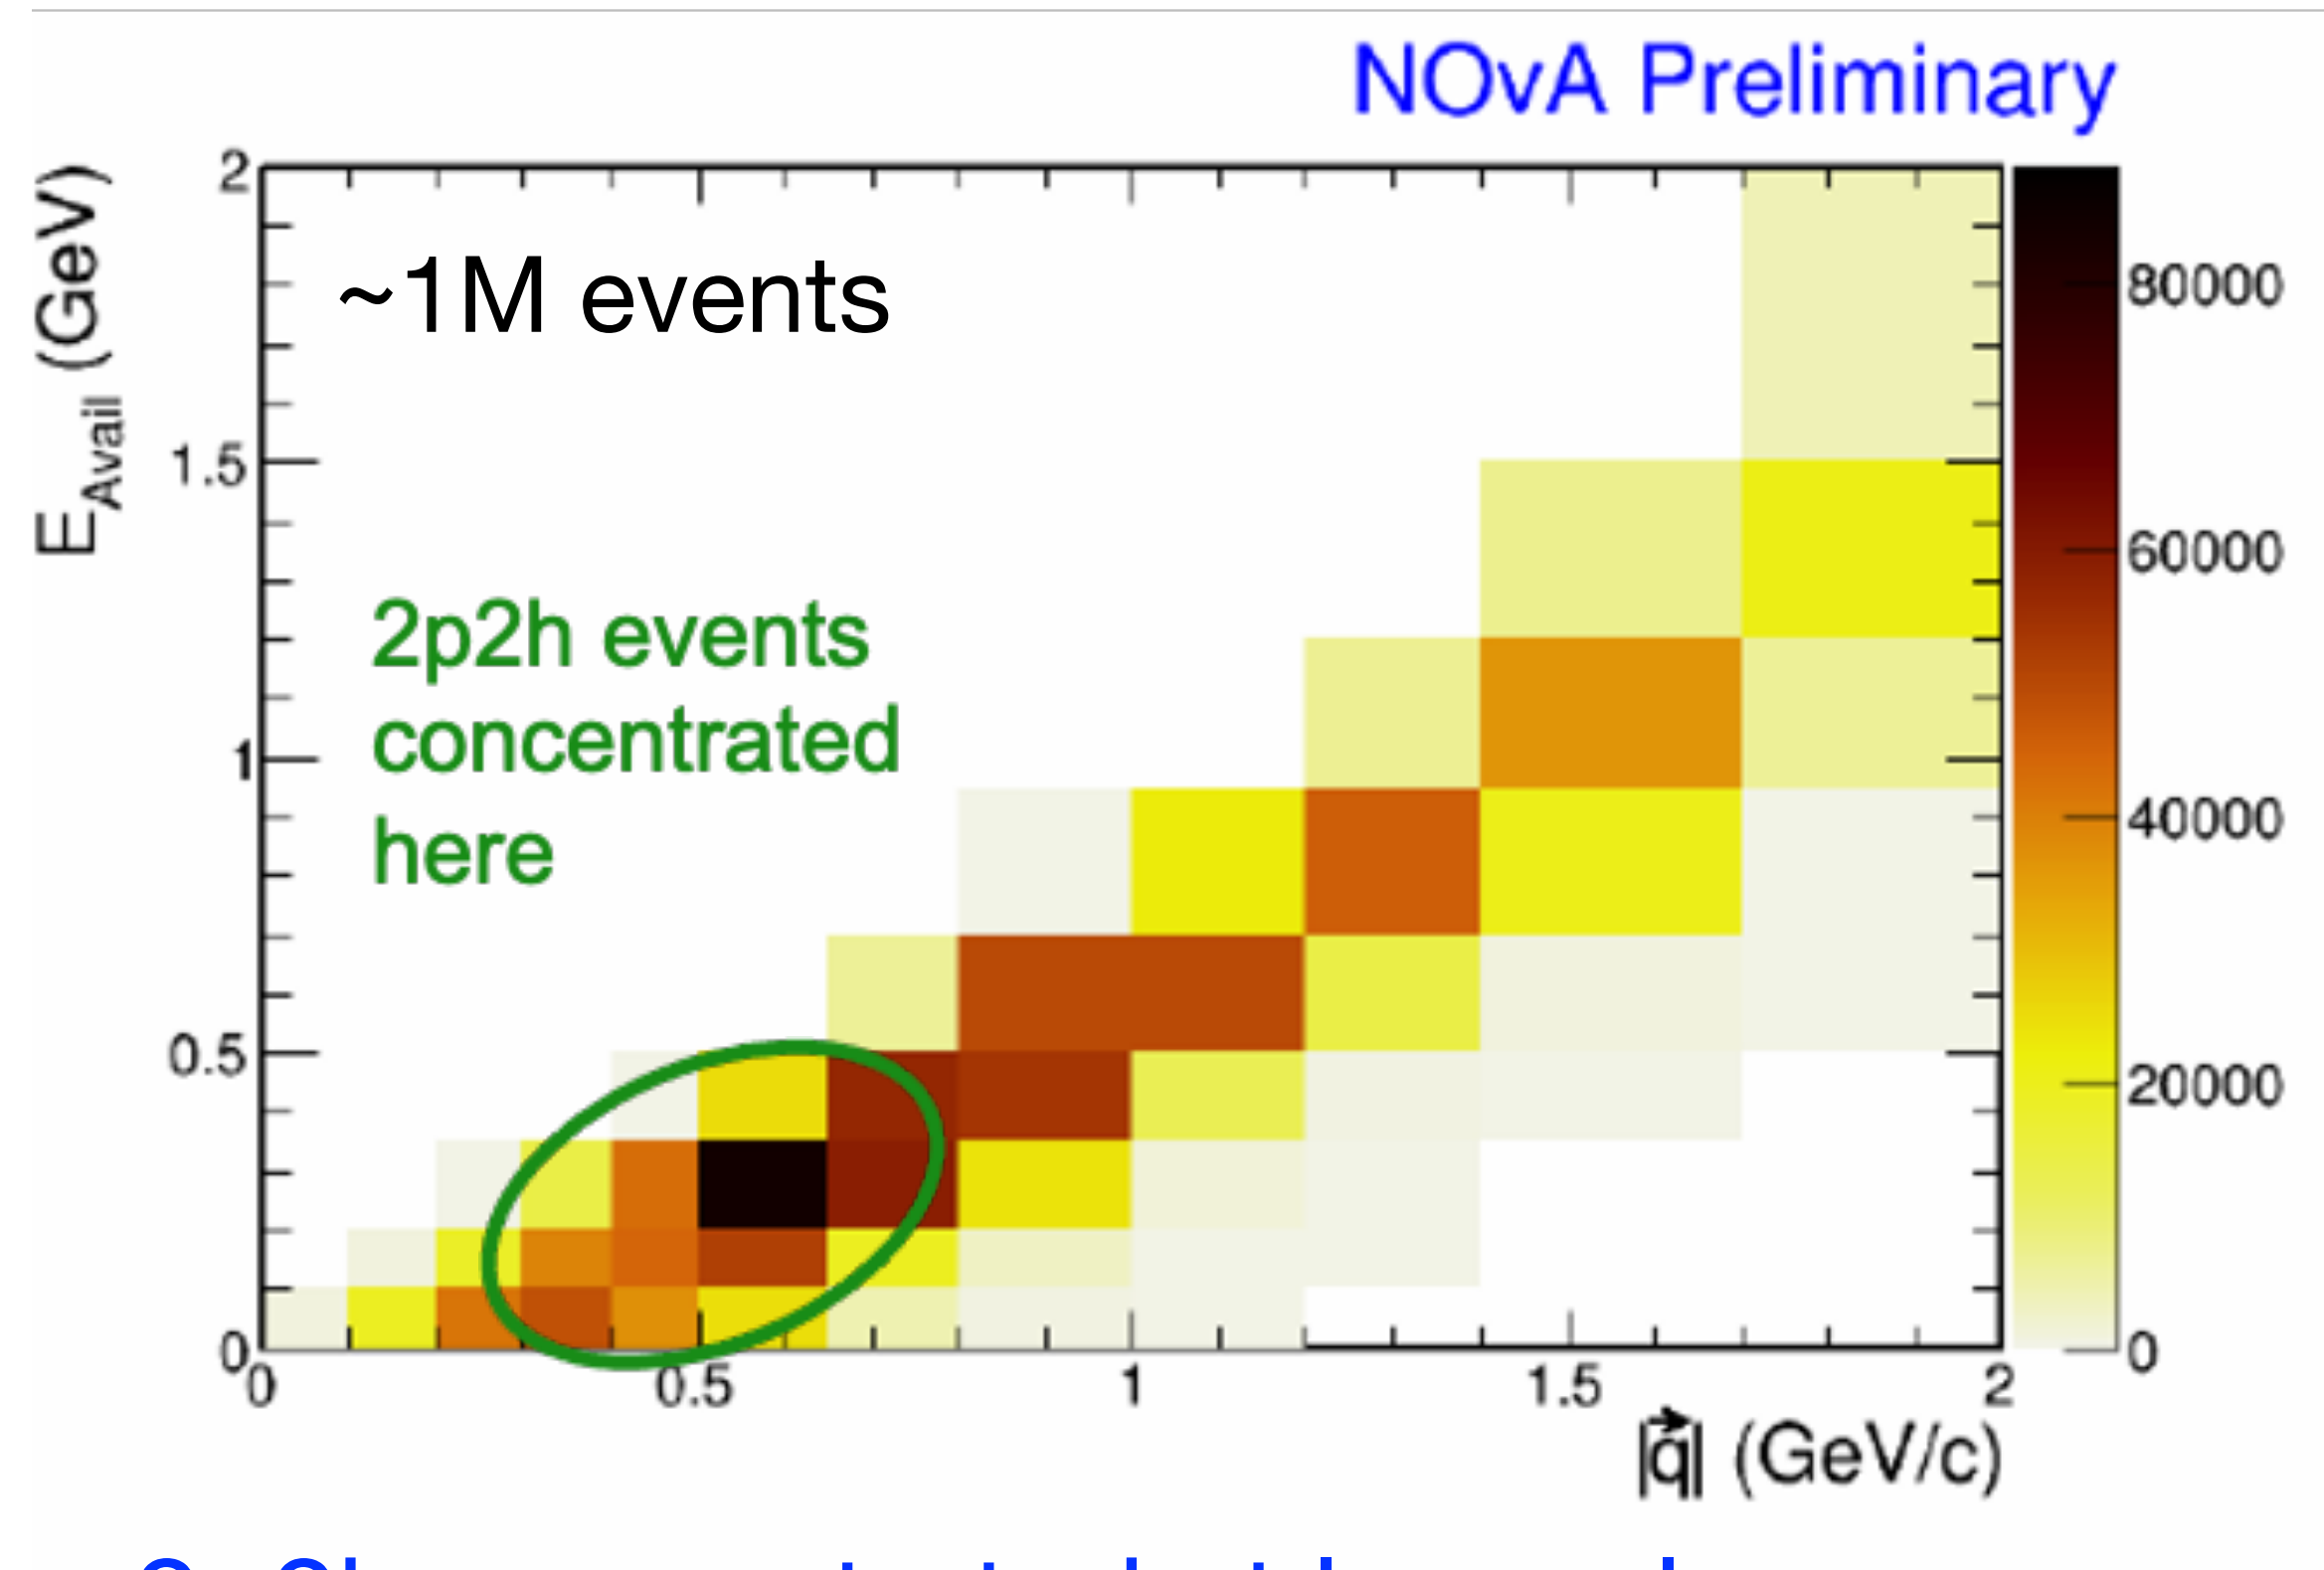 NOvA Preliminary
E_Avail (GeV)
~1M events
2p2h events
concentrated
here
2
1.5
1
0.5
0
0 0.5 1 1.5 2
|q⃗| (GeV/c)
80000
60000
40000
20000
0